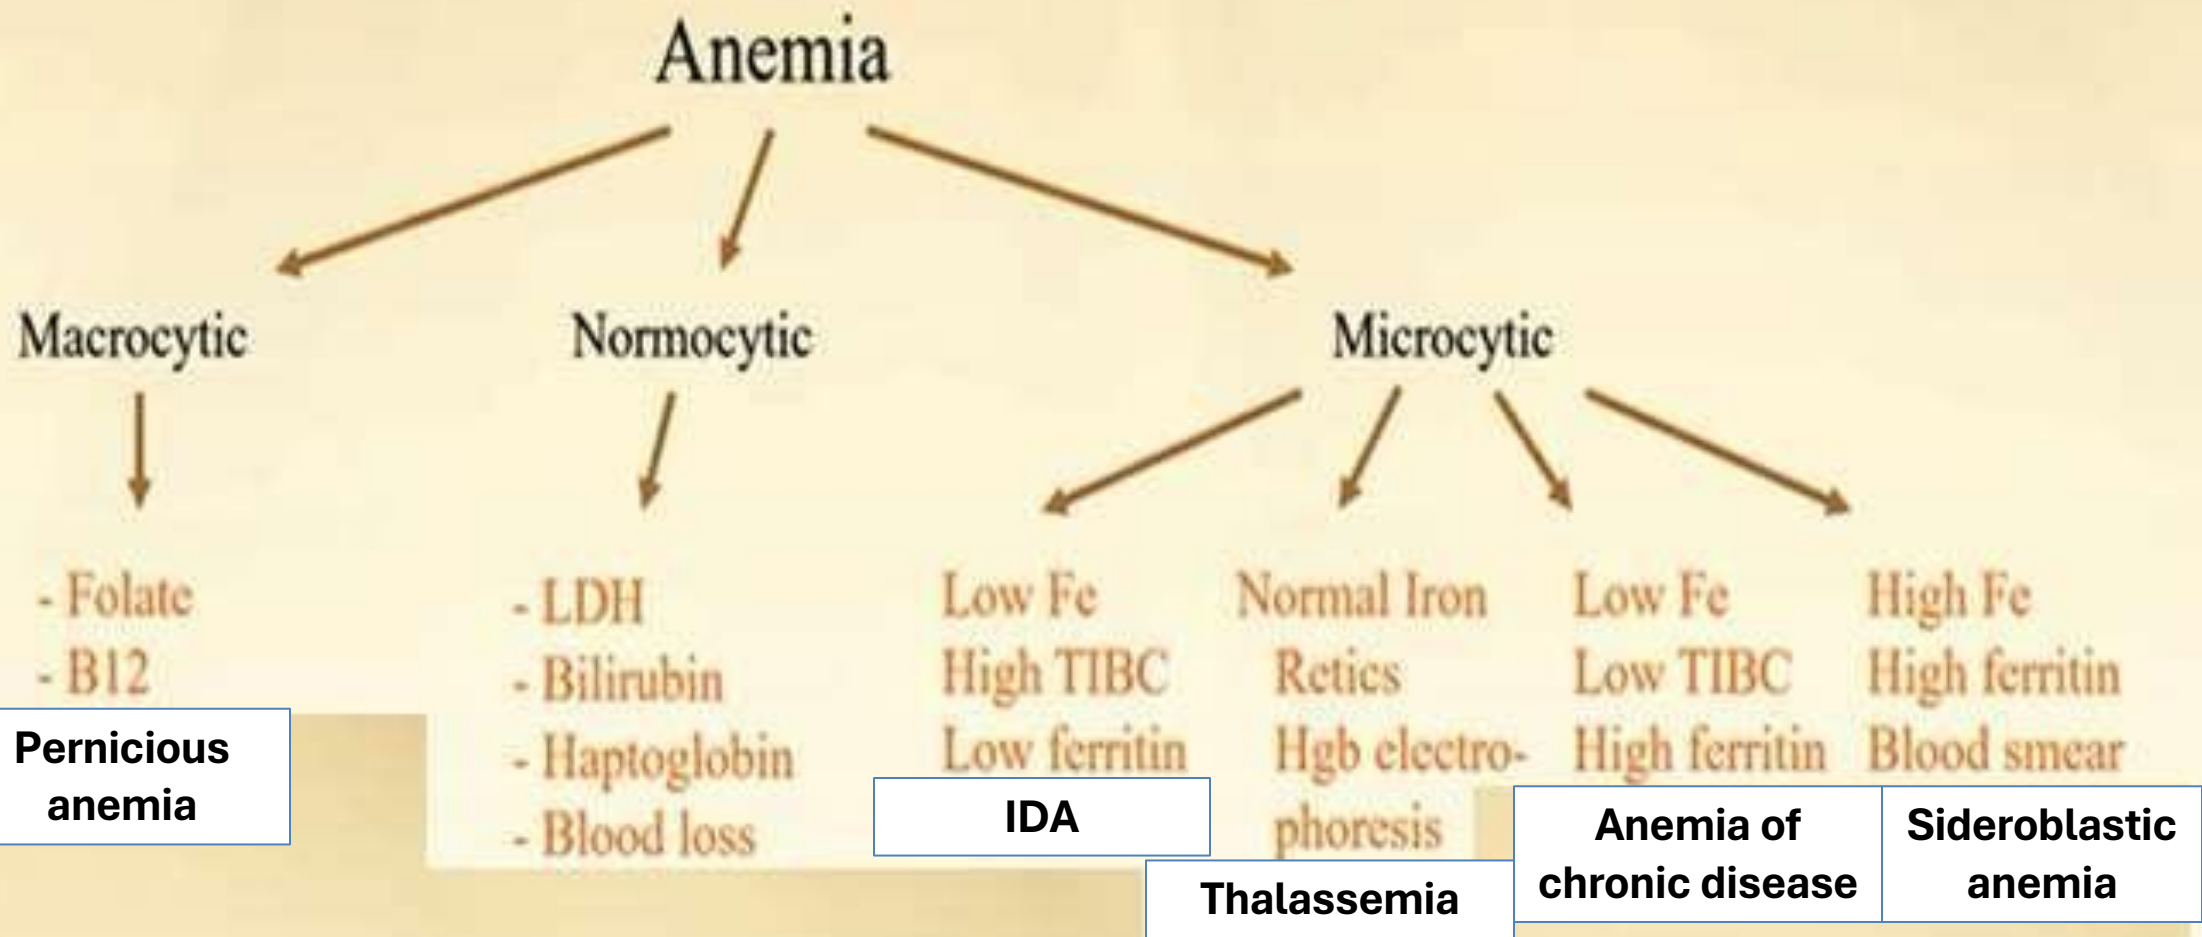 Anemia
Macrocytic
Normocytic
Microcytic
- Folate
- B12
Pernicious
anemia
- LDH
- Bilirubin
- Haptoglobin
- Blood loss
Low Fe
High TIBC
Low ferritin
IDA
Normal Iron
Retics
Hgb electro-
phoresis
Thalassemia
Low Fe
Low TIBC
High ferritin
Anemia of
chronic disease
High Fe
High ferritin
Blood smear
Sideroblastic
anemia